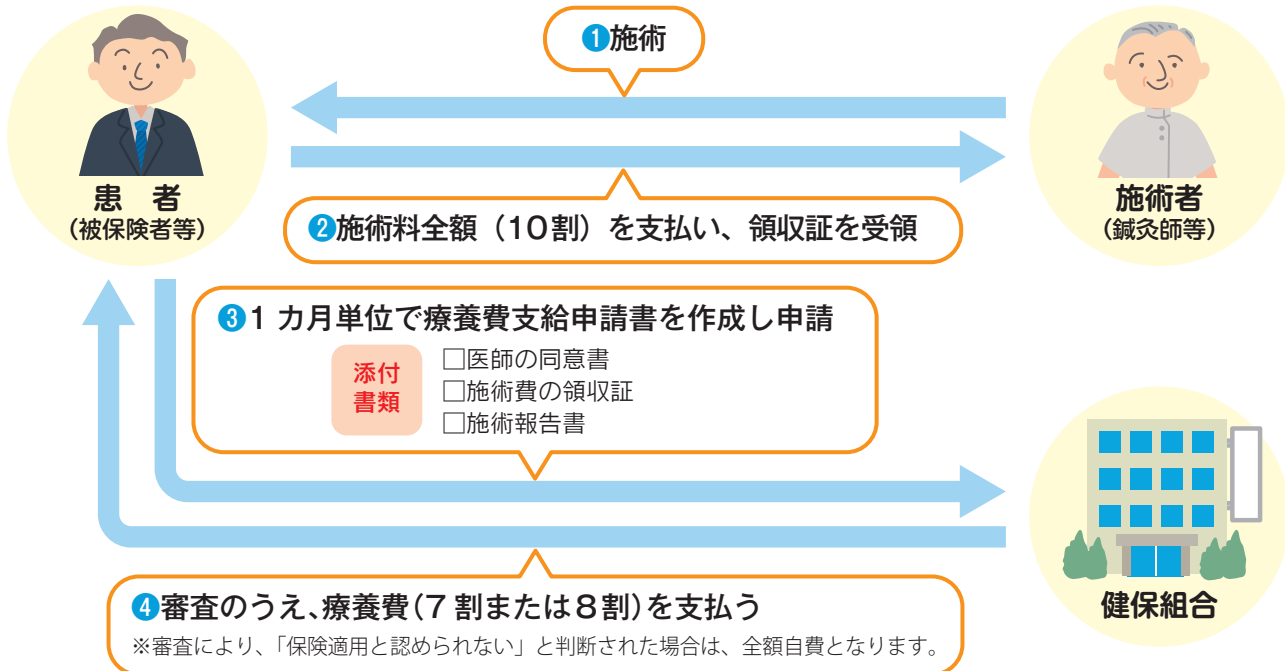 ❶施術
患　者
(被保険者等)
施術者
(鍼灸師等)
❷施術料全額（10割）を支払い、領収証を受領
❸1 カ月単位で療養費支給申請書を作成し申請
添付
書類
□医師の同意書
□施術費の領収証
□施術報告書
健保組合
❹審査のうえ、療養費(7 割または8割)を支払う
※審査により、「保険適用と認められない」と判断された場合は、全額自費となります。